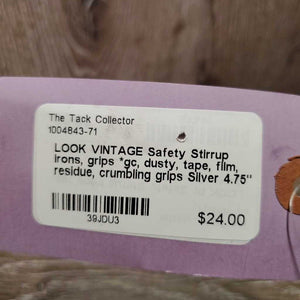 The Tack Collector
1004843-71
LOOK VINTAGE Safety Stirrup
Irons, grips *gc, dusty, tape, film,
residue, crumbling grips Silver 4.75"
39JDU3
$24.00